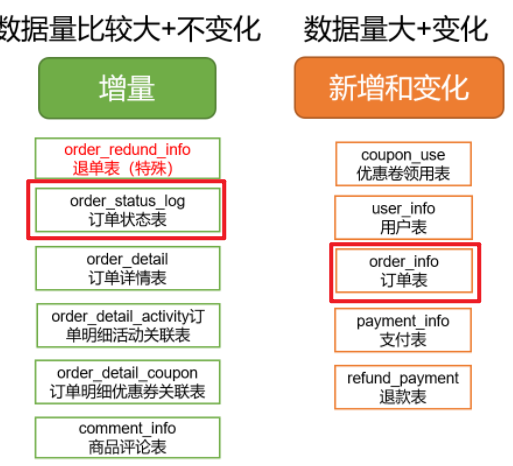 数据量比较大+不变化
增量
order_redund_info
退单表（特殊）
order_status_log
订单状态表
order_detail
订单详情表
order_detail_activity订
单明细活动关联表
order_detail_coupon
订单明细优惠券关联表
comment_info
商品评论表
数据量大+变化
新增和变化
coupon_use
优惠卷领用表
user_info
用户表
order_info
订单表
payment_info
支付表
refund_payment
退款表